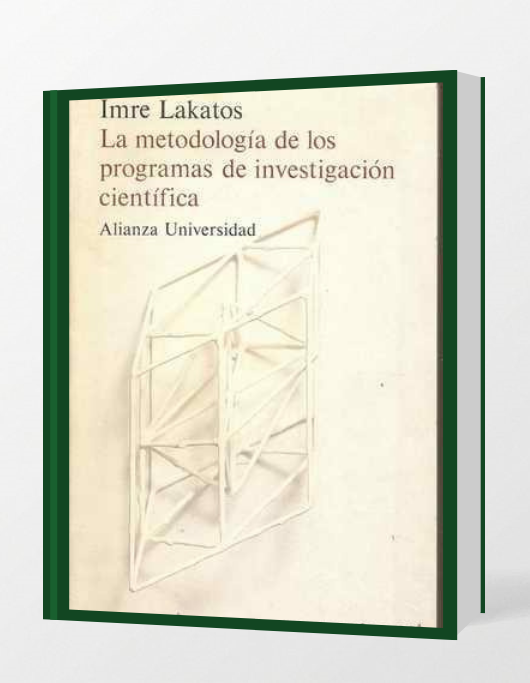 Imre Lakatos
La metodología de los
programas de investigación
científica
Alianza Universidad